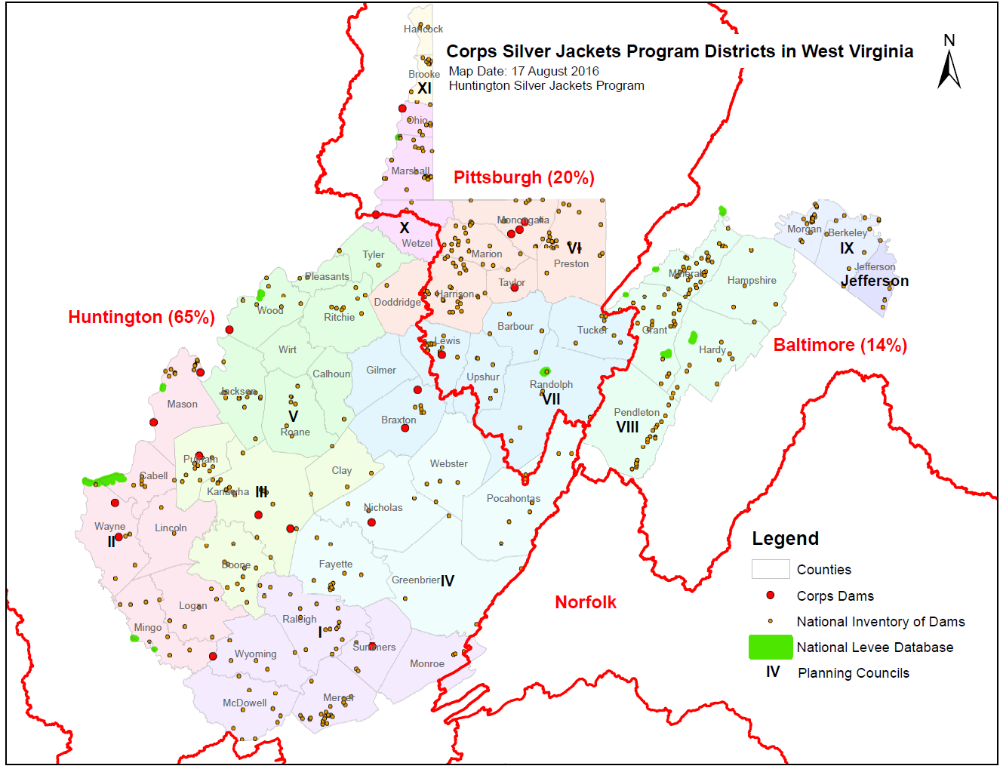 Hancock
N
Corps Silver Jackets Program Districts in West Virginia
Map Date: 17 August 2016
Huntington Silver Jackets Program
Brooke
XI
Ohio
Marshall
Pittsburgh (20%)
Monongalia
X
Wetzel
Morgan
Berkeley
IX
VI
Tyler
Marion
Preston
Jefferson
Jefferson
Pleasants
Taylor
Mineral
Hampshire
Doddridge
Harrison
Huntington (65%)
Wood
Ritchie
Barbour
Tucker
Grant
Lewis
Hardy
Baltimore (14%)
Wirt
Gilmer
Calhoun
Upshur
Randolph
VII
Jackson
Mason
V
Roane
Braxton
Pendleton
VIII
Putnam
Cabell
Clay
Webster
Kanawha
III
Nicholas
Pocahontas
Wayne
II
Lincoln
Boone
Fayette
Greenbrier
IV
Legend
Counties
Corps Dams
National Inventory of Dams
National Levee Database
IV
Planning Councils
Norfolk
Logan
Mingo
Raleigh
I
Summers
Wyoming
Monroe
McDowell
Mercer